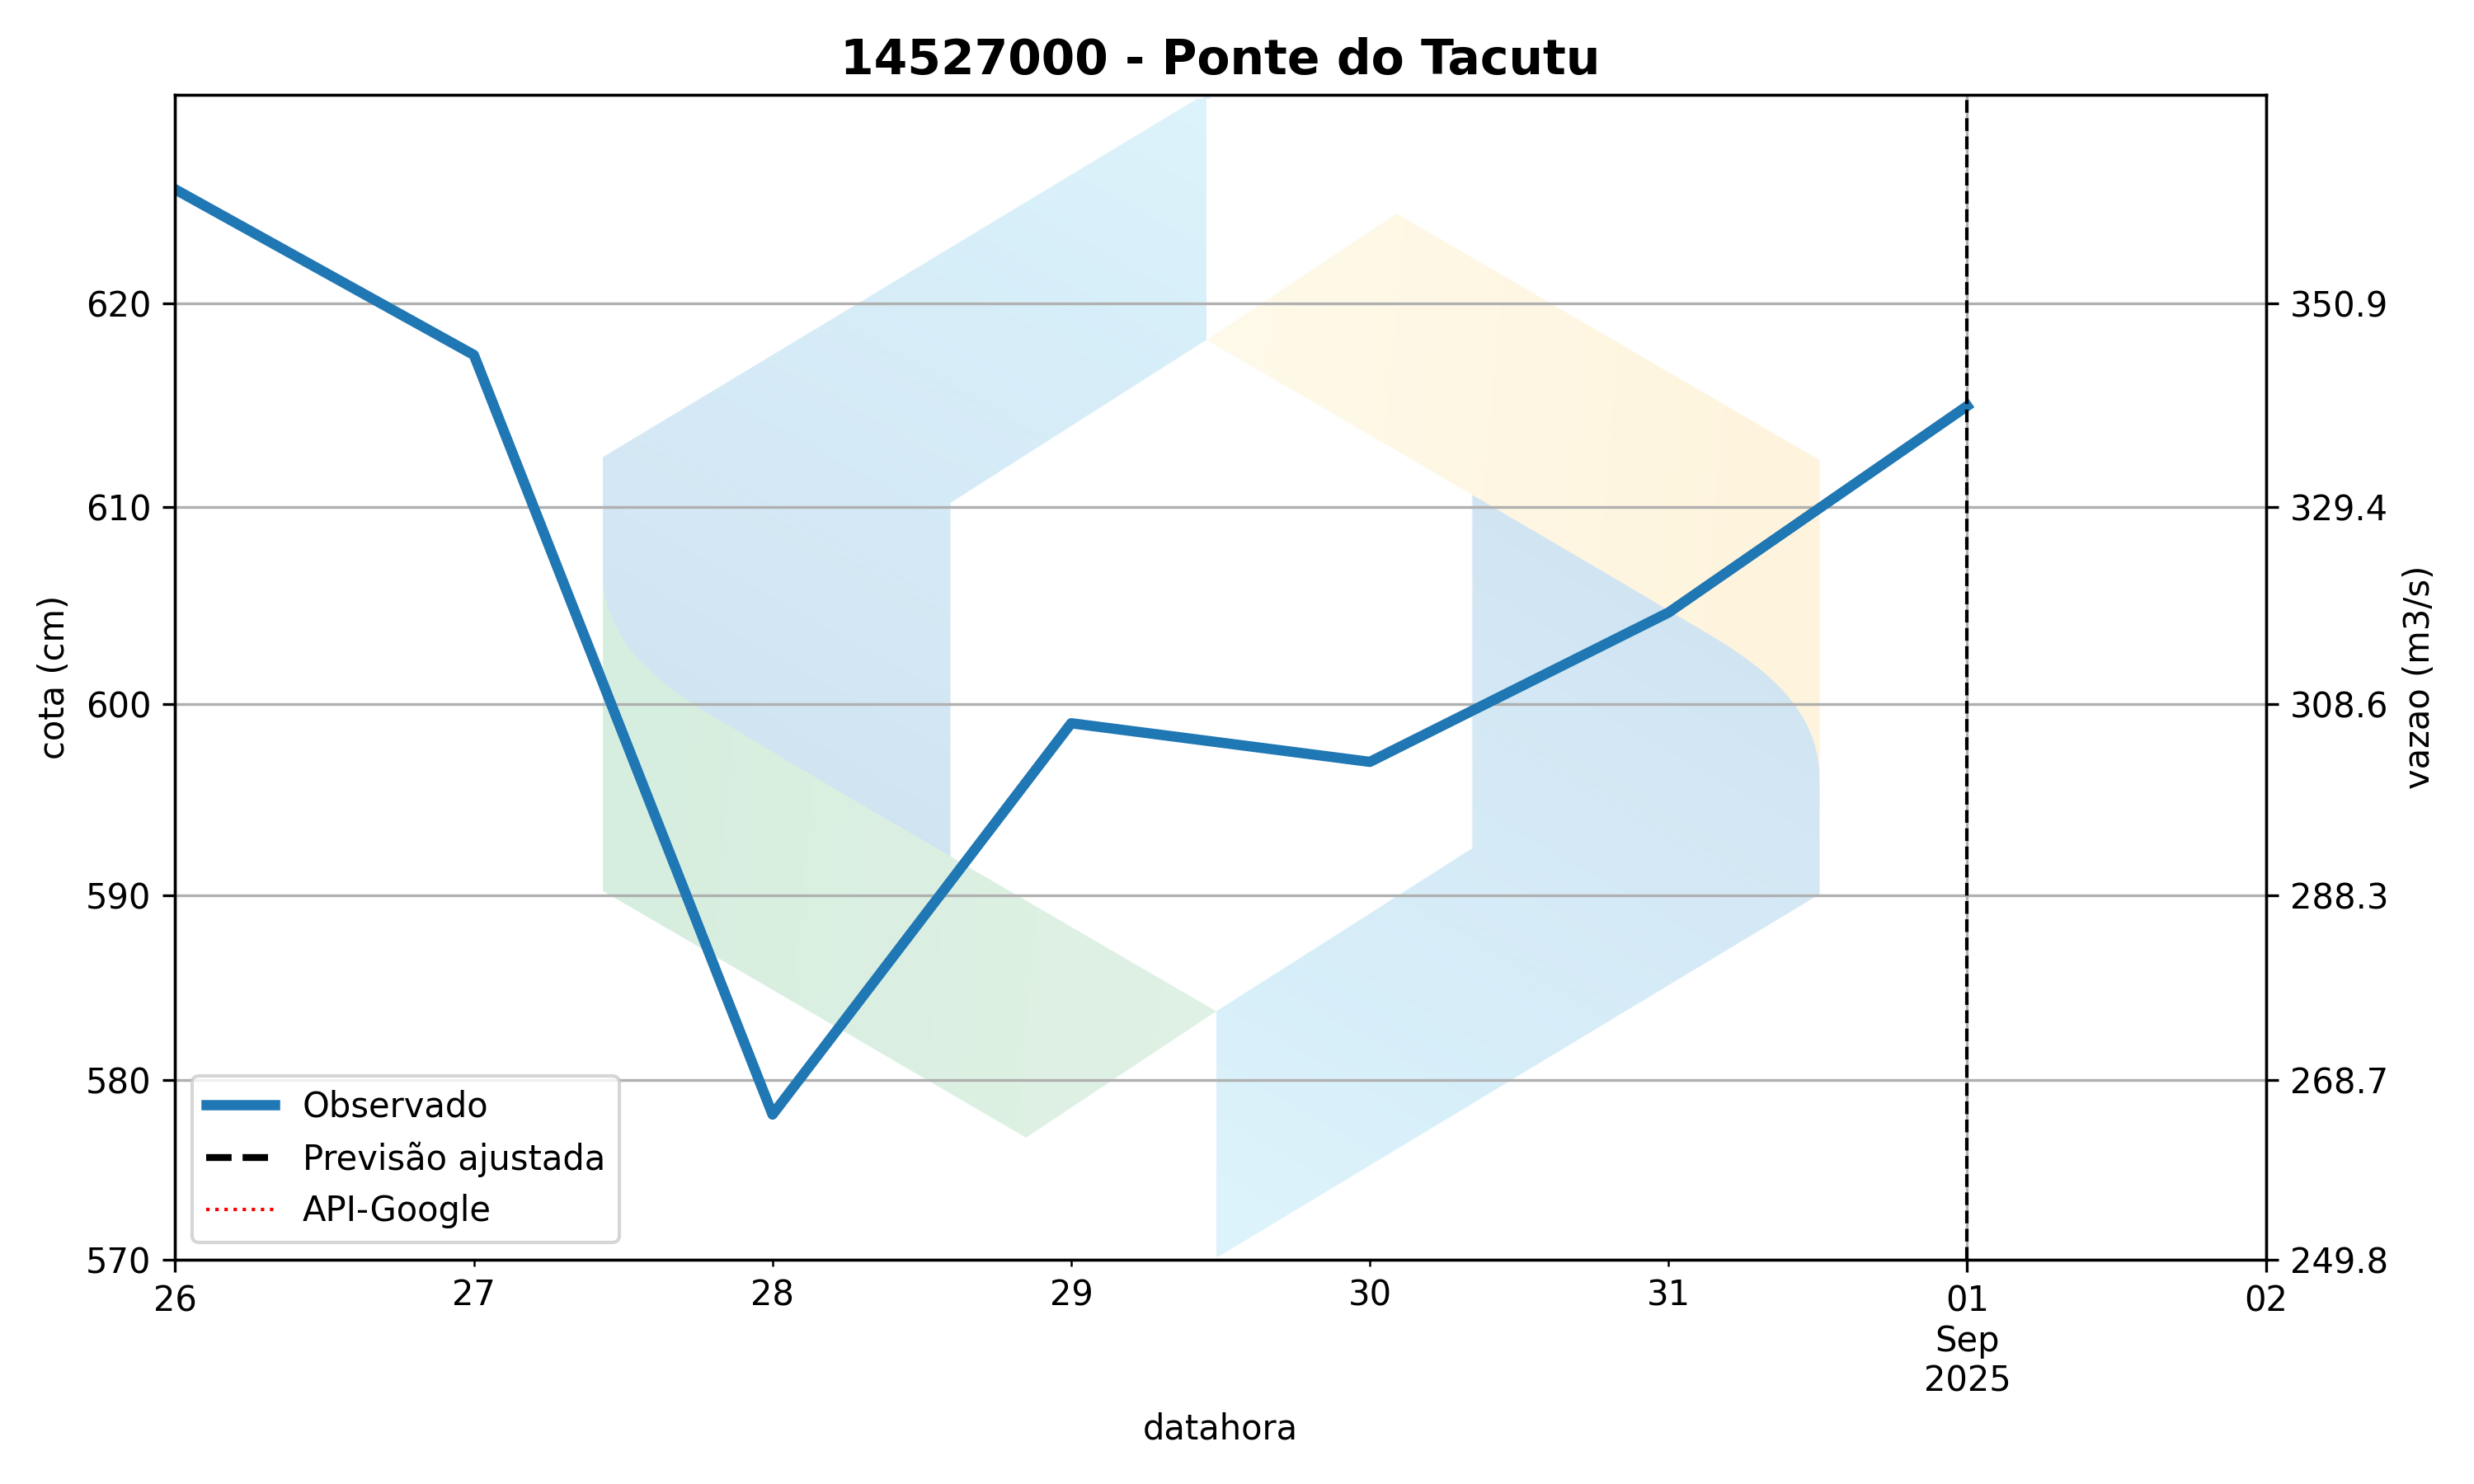 14527000 - Ponte do Tacutu
cota (cm)
620
610
600
590
580
570
350.9
329.4
308.6
288.3
268.7
249.8
vazao (m3/s)
Observado
Previsão ajustada
API-Google
26
27
28
29
30
31
01
Sep
2025
02
datahora